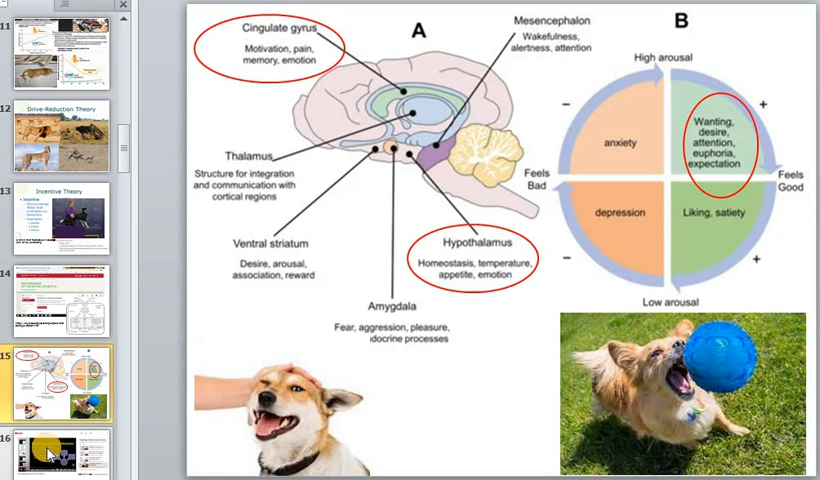 11
12
Drive-Reduction Theory
13
Incentive Theory
14
15
16
A
Cingulate gyrus
Motivation, pain,
memory, emotion
Mesencephalon
Wakefulness,
alertness, attention
Thalamus
Structure for integration
and communication with
cortical regions
Ventral striatum
Desire, arousal,
association, reward
Hypothalamus
Homeostasis, temperature,
appetite, emotion
Amygdala
Fear, aggression, pleasure,
docrine processes
B
High arousal
–
+
anxiety
Wanting,
desire,
attention,
euphoria,
expectation
Feels
Bad
Feels
Good
depression
Liking, satiety
–
+
Low arousal